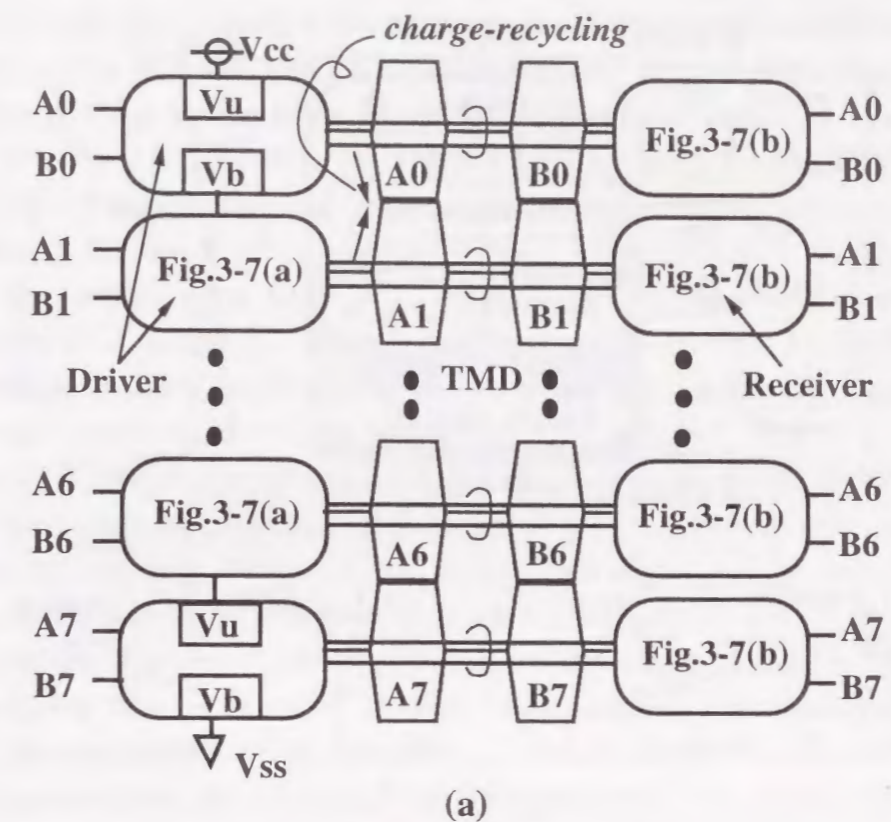 charge-recycling
Vcc
A0 Vu A0
Fig.3-7(b)
B0 Vb A0 B0 B0
A1 A1
Fig.3-7(a) Fig.3-7(b)
B1 A1 B1 B1
Driver TMD Receiver
A6 A6
Fig.3-7(a) Fig.3-7(b)
B6 A6 B6 B6
A7 Vu A7
Fig.3-7(b)
B7 Vb A7 B7 B7
Vss
(a)